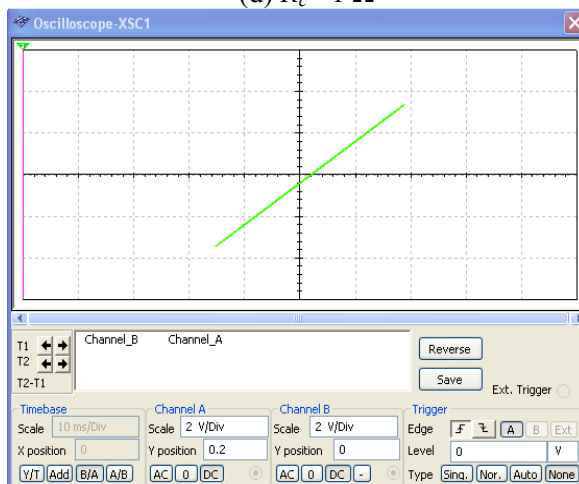 Oscilloscope-XSC1
T1
T2
T2-T1
Channel_B Channel_A
Reverse
Save
Ext. Trigger
Timebase
Scale 10 ms/Div
X position 0
Y/T Add B/A A/B
Channel A
Scale 2 V/Div
Y position 0.2
AC 0 DC
Channel B
Scale 2 V/Div
Y position 0
AC 0 DC -
Trigger
Edge A B Ext
Level 0 V
Type Sing. Nor. Auto None